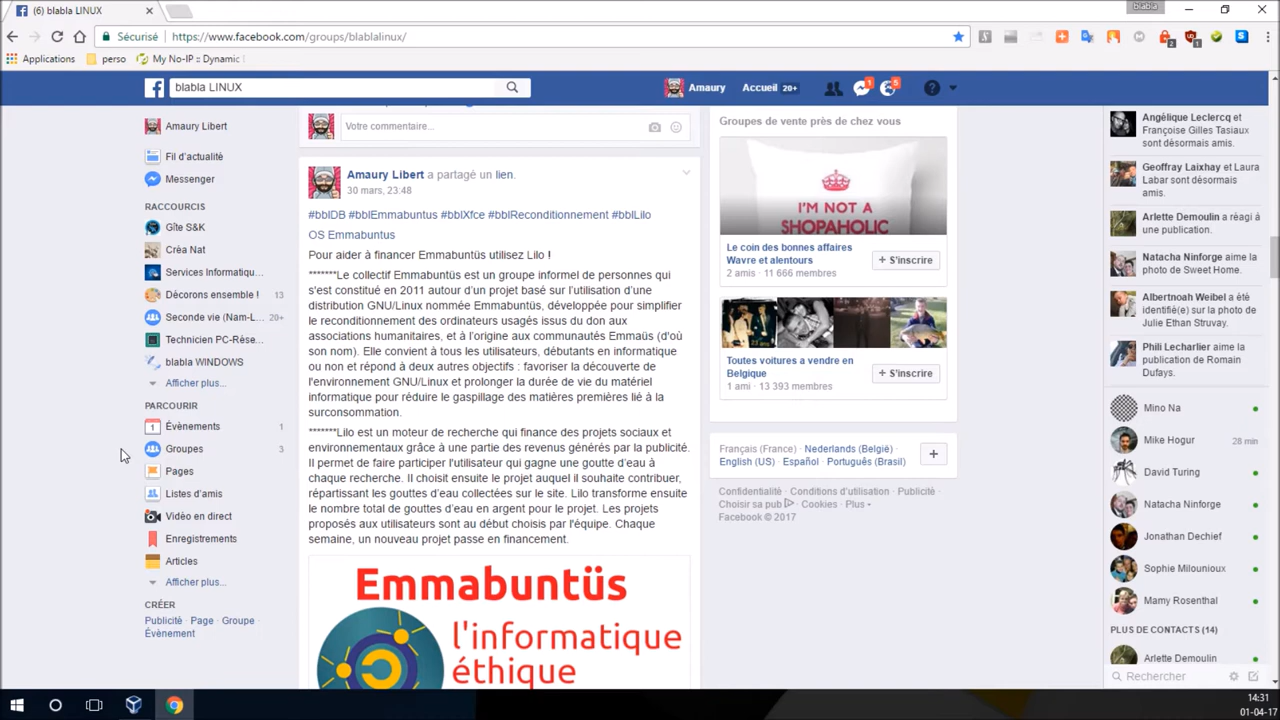 (6) blabla LINUX
blabla
Sécurisé
https://www.facebook.com/groups/blablalinux/
Applications
perso
My No-IP :: Dynamic
blabla LINUX
Amaury
Accueil 20+
1
5
Amaury Libert
Fil d'actualité
Messenger
RACCOURCIS
Gîte S&K
Créa Nat
Services Informatiqu...
Décorons ensemble ! 13
Seconde vie (Nam-L... 20+
Technicien PC-Rése...
blabla WINDOWS
Afficher plus...
PARCOURIR
Évènements 1
Groupes 3
Pages
Listes d'amis
Vidéo en direct
Enregistrements
Articles
Afficher plus...
CRÉER
Publicité · Page · Groupe ·
Évènement
Votre commentaire...
Amaury Libert a partagé un lien.
30 mars, 23:48
#bblDB #bblEmmabuntus #bblXfce #bblReconditionnement #bblLilo
OS Emmabuntus
Pour aider à financer Emmabuntüs utilisez Lilo !
*******Le collectif Emmabuntüs est un groupe informel de personnes qui
s'est constitué en 2011 autour d'un projet basé sur l'utilisation d'une
distribution GNU/Linux nommée Emmabuntüs, développée pour simplifier
le reconditionnement des ordinateurs usagés issus du don aux
associations humanitaires, et à l'origine aux communautés Emmaüs (d'où
son nom). Elle convient à tous les utilisateurs, débutants en informatique
ou non et répond à deux autres objectifs : favoriser la découverte de
l'environnement GNU/Linux et prolonger la durée de vie du matériel
informatique pour réduire le gaspillage des matières premières lié à la
surconsommation.
*******Lilo est un moteur de recherche qui finance des projets sociaux et
environnementaux grâce à une partie des revenus générés par la publicité.
Il permet de faire participer l'utilisateur qui gagne une goutte d'eau à
chaque recherche. Il choisit ensuite le projet auquel il souhaite contribuer,
répartissant les gouttes d'eau collectées sur le site. Lilo transforme ensuite
le nombre total de gouttes d'eau en argent pour le projet. Les projets
proposés aux utilisateurs sont au début choisis par l'équipe. Chaque
semaine, un nouveau projet passe en financement.
Emmabuntüs
l'informatique
éthique
Groupes de vente près de chez vous
I'M NOT A
SHOPAHOLIC
Le coin des bonnes affaires
Wavre et alentours
2 amis · 11 666 membres
+ S'inscrire
Toutes voitures a vendre en
Belgique
1 ami · 13 393 membres
+ S'inscrire
Français (France) · Nederlands (België) ·
English (US) · Español · Português (Brasil)
Confidentialité · Conditions d'utilisation · Publicité ·
Choisir sa pub · Cookies · Plus
Facebook © 2017
Angélique Leclercq et
Françoise Gilles Tasiaux
sont désormais amis.
Geoffray Laixhay et Laura
Labar sont désormais
amis.
Arlette Demoulin a réagi à
une publication.
Natacha Ninforge aime la
photo de Sweet Home.
Albertnoah Weibel a été
identifié(e) sur la photo de
Julie Ethan Struvay.
Phili Lecharlier aime la
publication de Romain
Dufays.
Mino Na
Mike Hogur 28 min
David Turing
Natacha Ninforge
Jonathan Dechief
Sophie Milounioux
Mamy Rosenthal
PLUS DE CONTACTS (14)
Arlette Demoulin
Rechercher
14:31
01-04-17